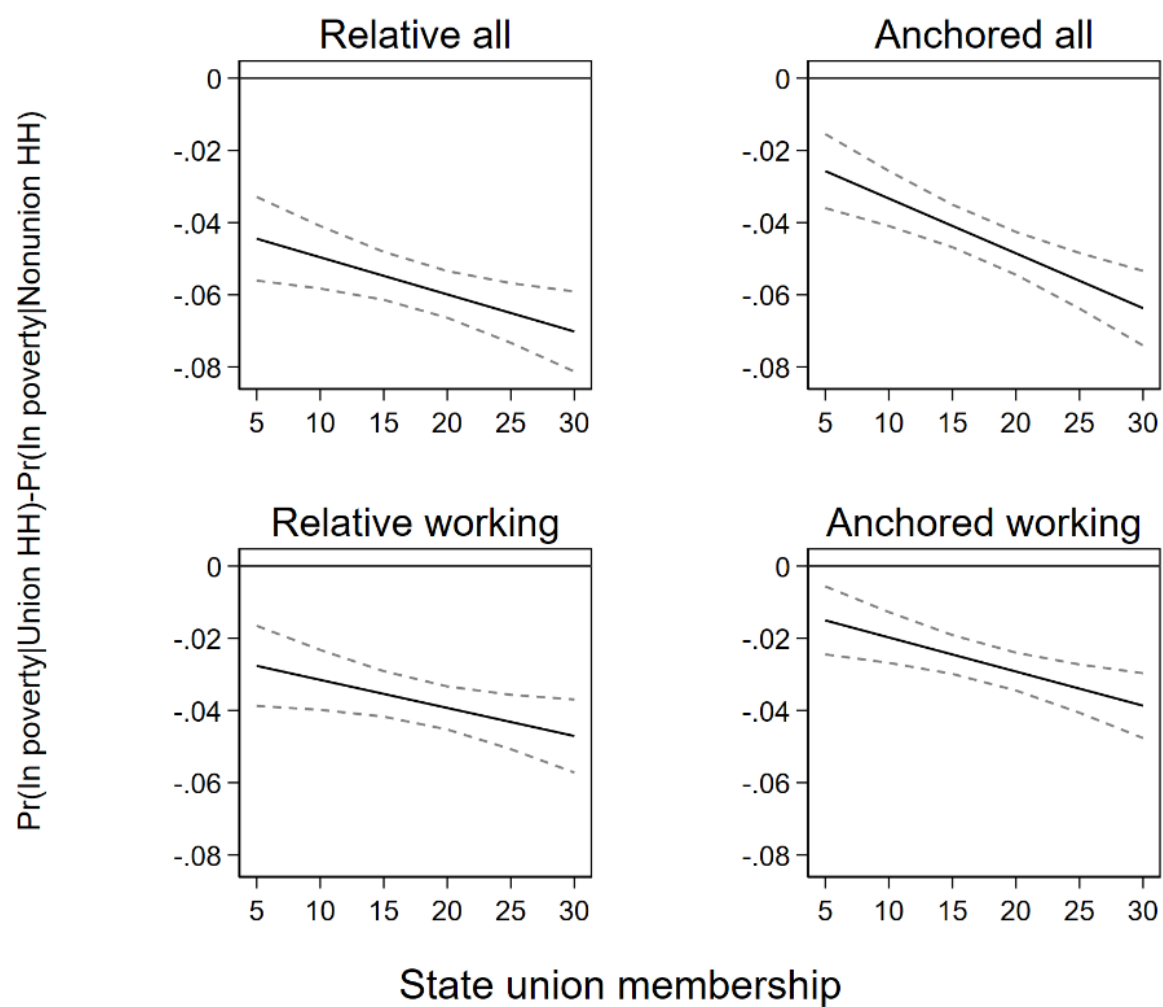 Pr(In poverty|Union HH)-Pr(In poverty|Nonunion HH)
Relative all
0
-.02
-.04
-.06
-.08
5 10 15 20 25 30
Anchored all
0
-.02
-.04
-.06
-.08
5 10 15 20 25 30
Relative working
0
-.02
-.04
-.06
-.08
5 10 15 20 25 30
Anchored working
0
-.02
-.04
-.06
-.08
5 10 15 20 25 30
State union membership